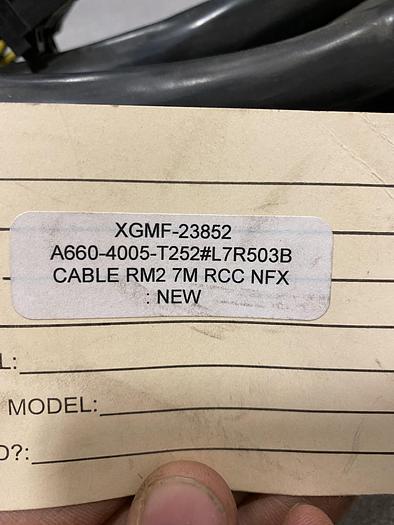 XGMF-23852
A660-4005-T252#L7R503B
CABLE RM2 7M RCC NFX
: NEW
L:
MODEL:
D?: